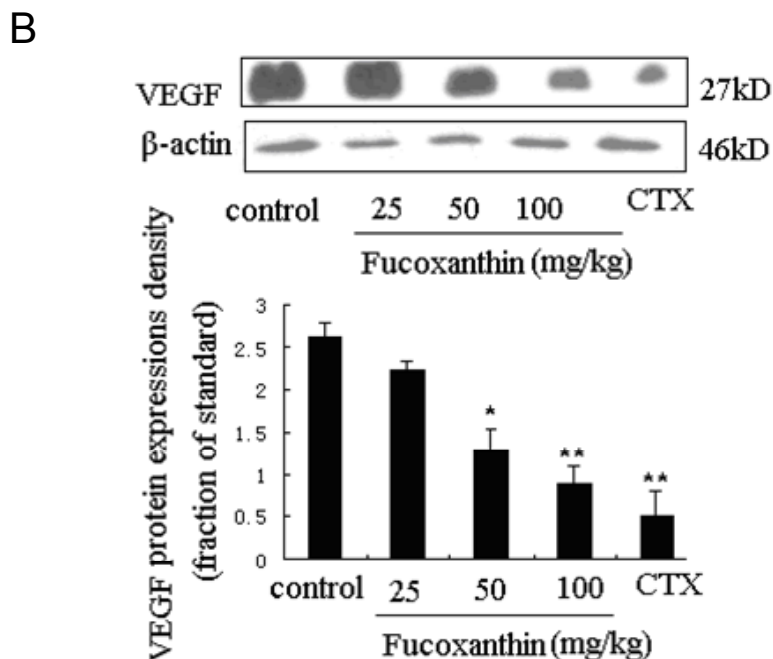 B
VEGF 27kD
β-actin 46kD
control 25 50 100 CTX
Fucoxanthin (mg/kg)
VEGF protein expressions density
(fraction of standard)
3
2.5
2
1.5
1
0.5
0
*
**
**
control 25 50 100 CTX
Fucoxanthin (mg/kg)